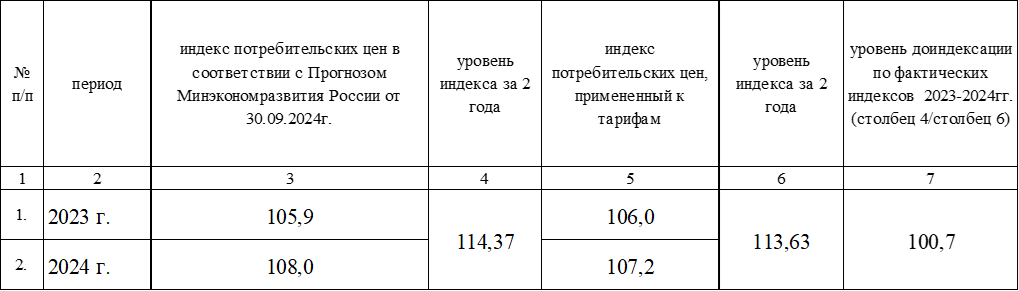 №
п/п
период
индекс потребительских цен в
соответствии с Прогнозом
Минэкономразвития России от
30.09.2024г.
уровень
индекса за 2
года
индекс
потребительских цен,
примененный к
тарифам
уровень
индекса за 2
года
уровень доиндексации
по фактических
индексов 2023-2024гг.
(столбец 4/столбец 6)
1 2 3 4 5 6 7
1. 2023 г. 105,9 114,37 106,0 113,63 100,7
2. 2024 г. 108,0 107,2